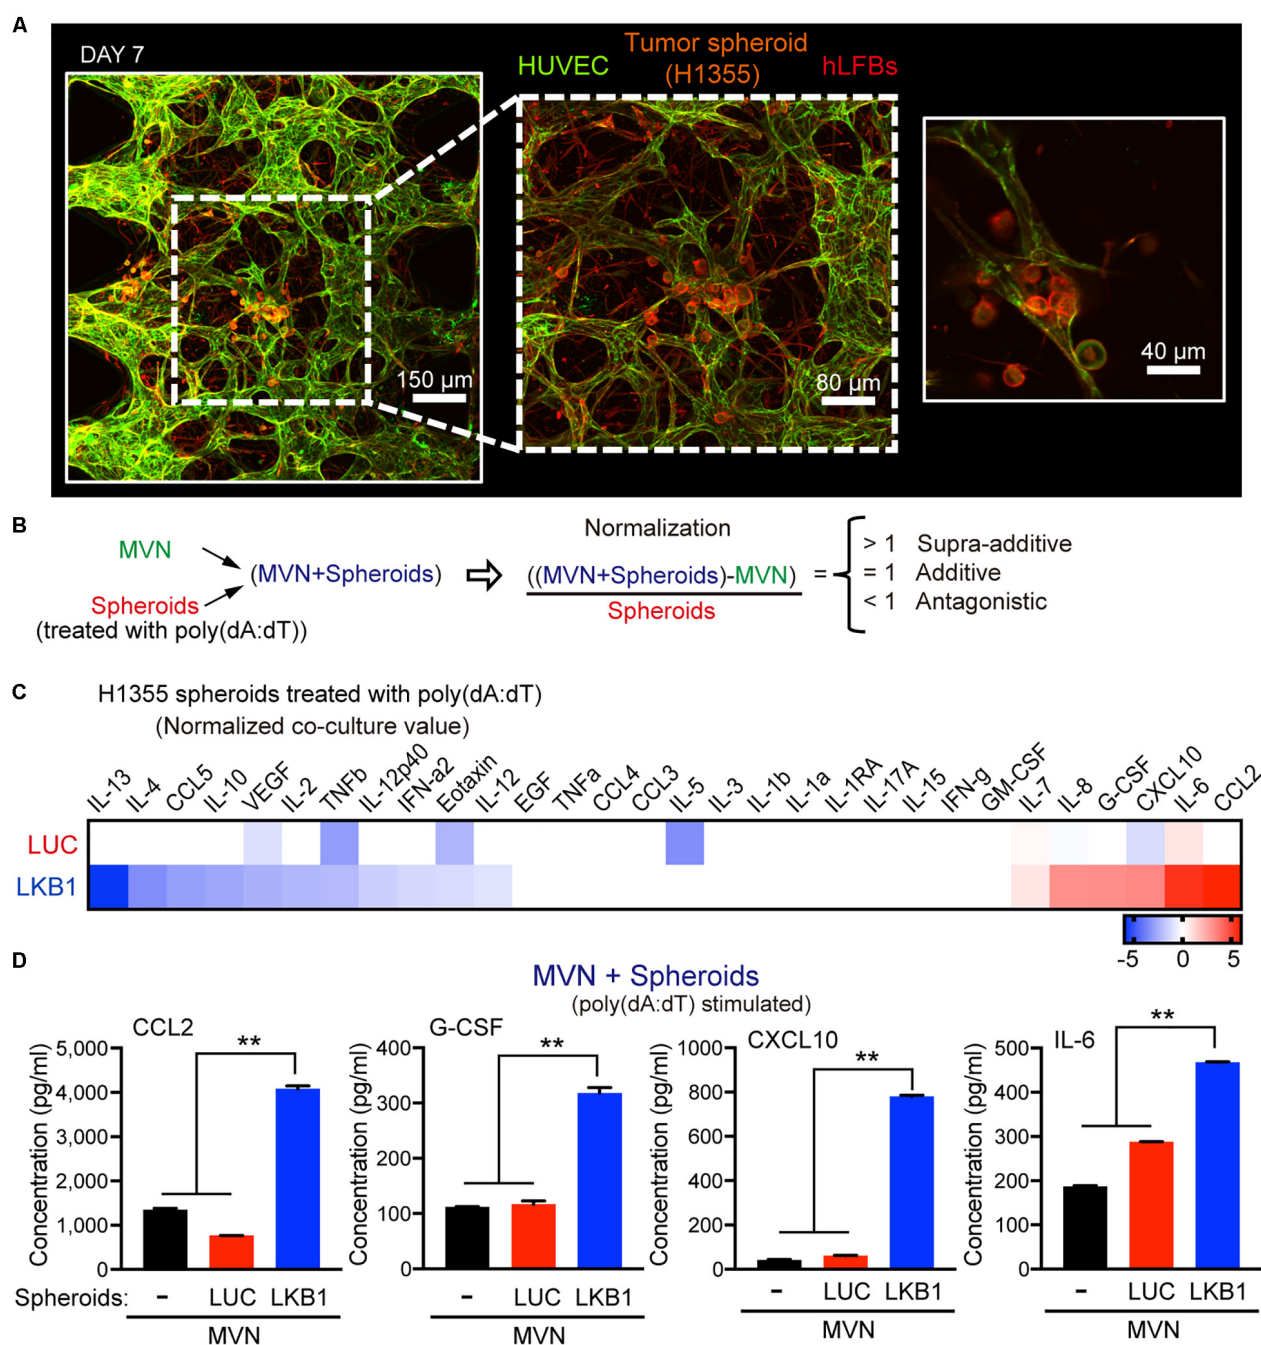 A
DAY 7
HUVEC
Tumor spheroid
(H1355)
hLFBs
150 µm
80 µm
40 µm
B
MVN
Spheroids
(treated with poly(dA:dT))
(MVN+Spheroids)
Normalization
((MVN+Spheroids)-MVN)
Spheroids
=
> 1 Supra-additive
= 1 Additive
< 1 Antagonistic
C
H1355 spheroids treated with poly(dA:dT)
(Normalized co-culture value)
IL-13 IL-4 CCL5 IL-10 VEGF IL-2 TNFb IL-12p40 IFN-a2 Eotaxin IL-12 EGF TNFa CCL4 CCL3 IL-5 IL-3 IL-1b IL-1a IL-1RA IL-17A IL-15 IFN-g GM-CSF IL-7 IL-8 G-CSF CXCL10 IL-6 CCL2
LUC
LKB1
-5 0 5
D
MVN + Spheroids
(poly(dA:dT) stimulated)
CCL2
**
Concentration (pg/ml)
5,000
4,000
3,000
2,000
1,000
0
Spheroids: - LUC LKB1
MVN
G-CSF
**
Concentration (pg/ml)
400
300
200
100
0
- LUC LKB1
MVN
CXCL10
**
Concentration (pg/ml)
1000
800
600
400
200
0
- LUC LKB1
MVN
IL-6
**
Concentration (pg/ml)
500
400
300
200
100
0
- LUC LKB1
MVN